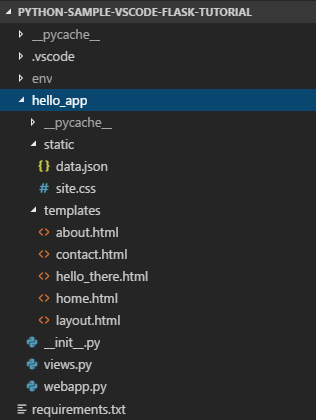 PYTHON-SAMPLE-VSCODE-FLASK-TUTORIAL
__pycache__
.vscode
env
hello_app
__pycache__
static
{} data.json
# site.css
templates
<> about.html
<> contact.html
<> hello_there.html
<> home.html
<> layout.html
__init__.py
views.py
webapp.py
requirements.txt